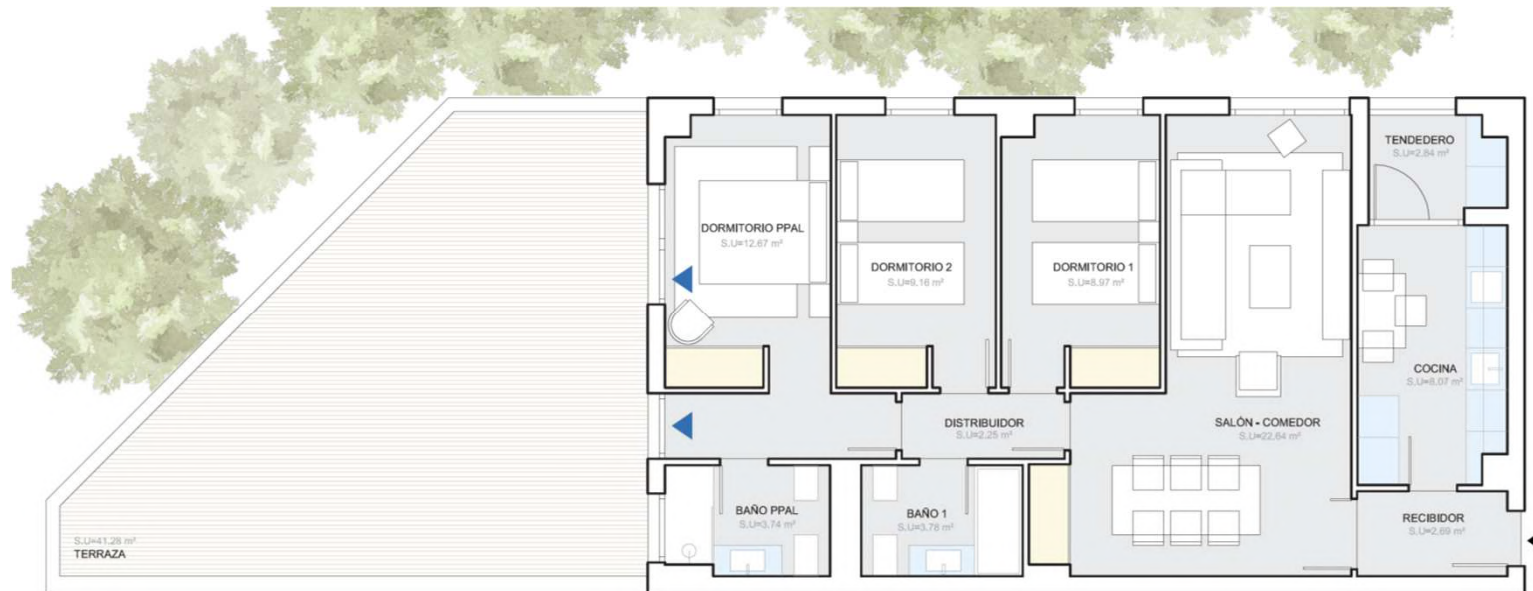 TENDEDERO
S.U=2,84 m²
DORMITORIO PPAL
S.U=12.67 m²
DORMITORIO 2
S.U=9.16 m²
DORMITORIO 1
S.U=8.97 m²
COCINA
S.U=8.07 m²
DISTRIBUIDOR
S.U=2.25 m²
SALÓN - COMEDOR
S.U=22,64 m²
BAÑO PPAL
S.U=3.74 m²
BAÑO 1
S.U=3.78 m²
RECIBIDOR
S.U=2,69 m²
S.U=41.28 m²
TERRAZA